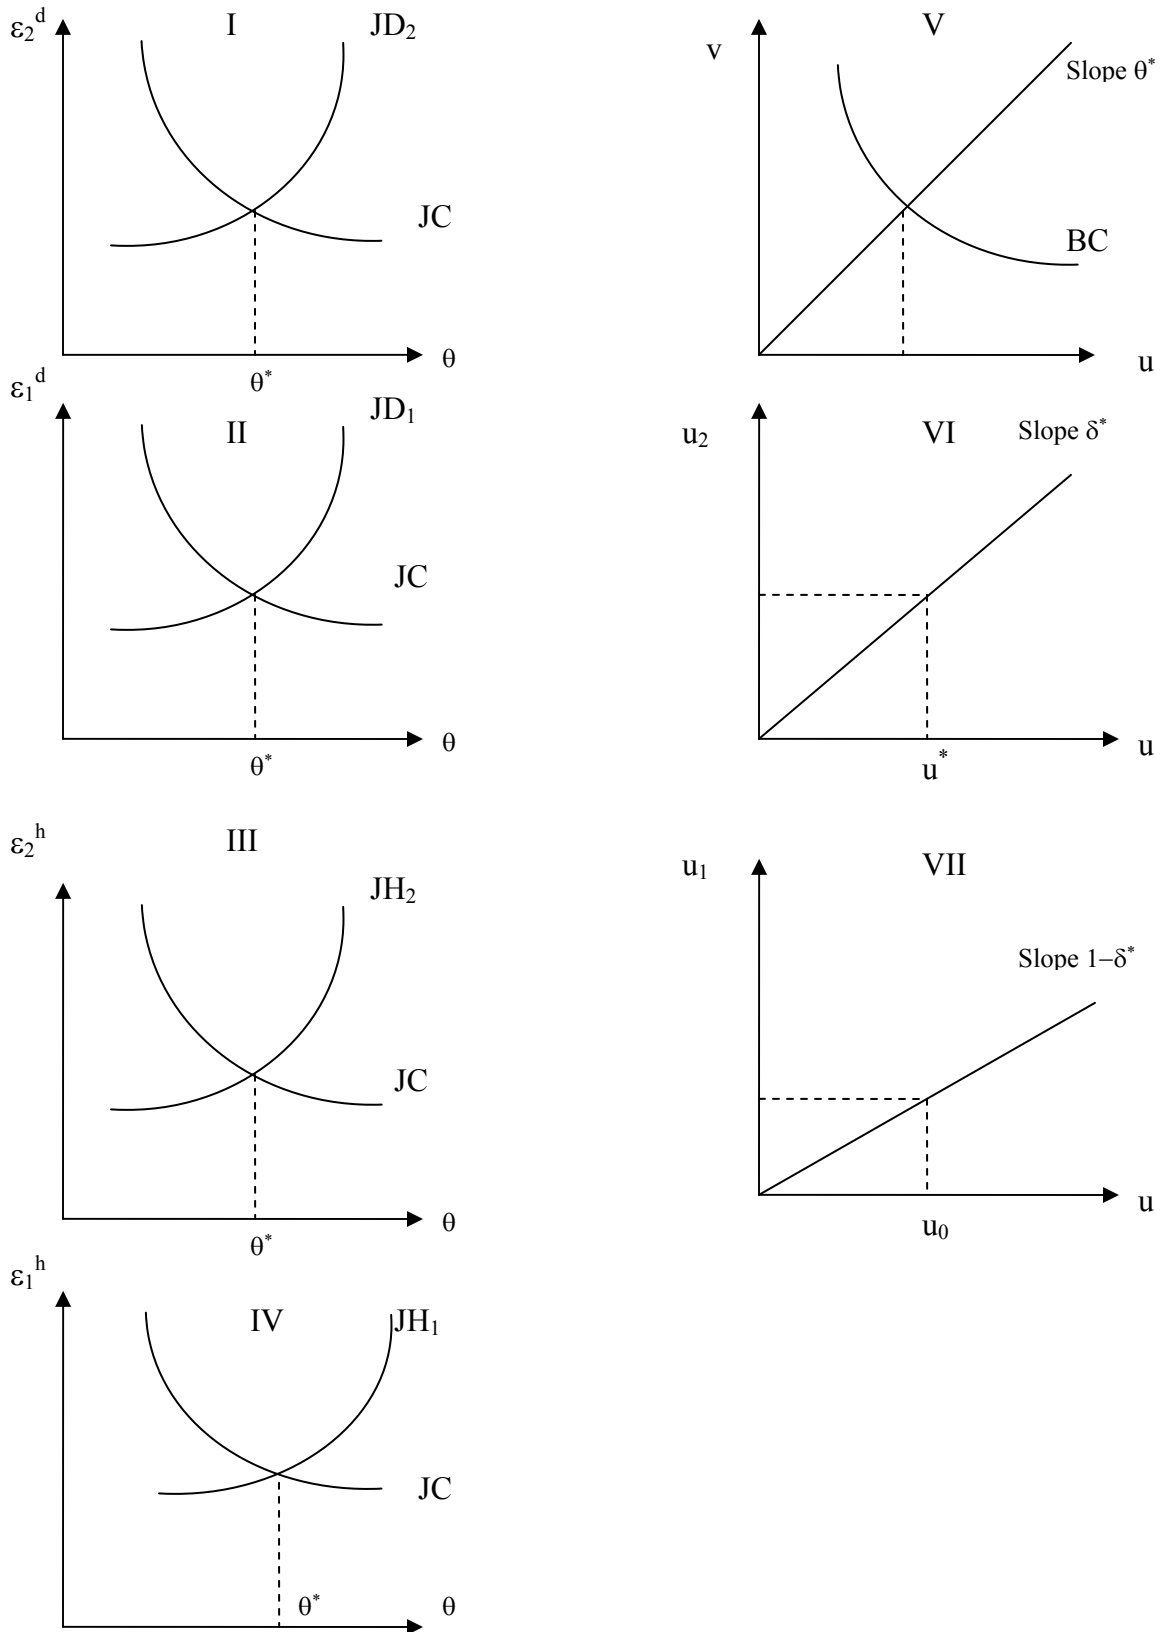 ε₂ᵈ I JD₂
JC
θ
θ*
V
v
Slope θ*
BC
u
ε₁ᵈ II JD₁
JC
θ
θ*
u₂ VI Slope δ*
u
u*
ε₂ʰ III
JH₂
JC
θ
θ*
u₁ VII
Slope 1−δ*
u
u₀
ε₁ʰ
IV JH₁
JC
θ* θ